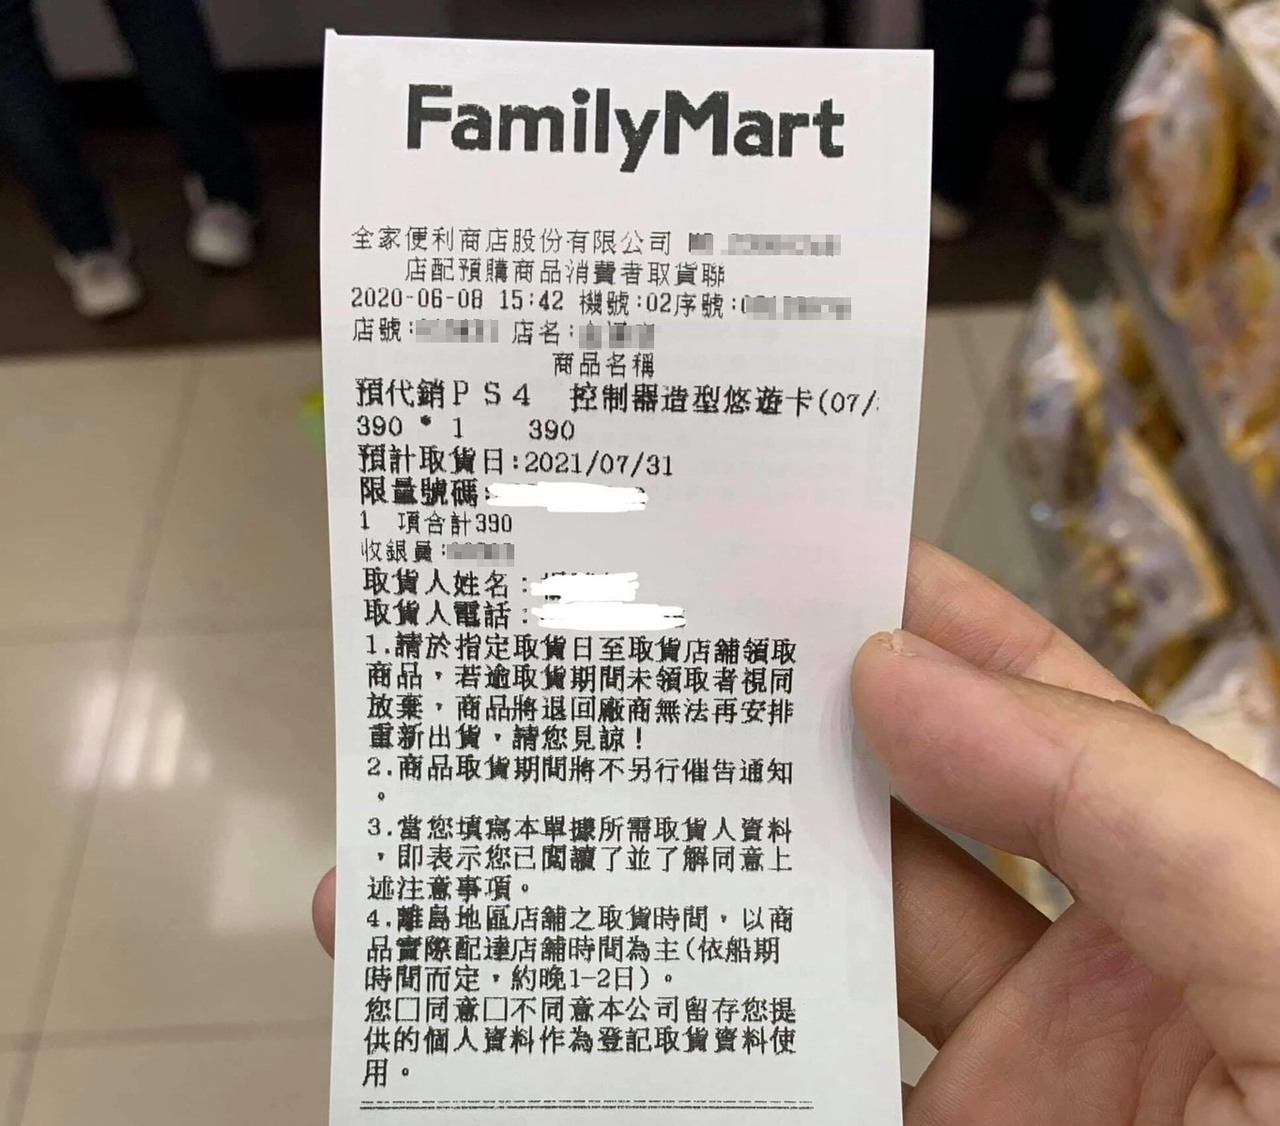 FamilyMart
全家便利商店股份有限公司
店配預購商品消費者取貨聯
2020-06-08 15:42 機號:02序號:
店號: 店名:
商品名稱
預代銷PS4 控制器造型悠遊卡(07/
390 * 1 390
預計取貨日:2021/07/31
限量號碼:
1 項合計390
收銀員:
取貨人姓名:
取貨人電話:
1.請於指定取貨日至取貨店舖領取
商品，若逾取貨期間未領取者視同
放棄，商品將退回廠商無法再安排
重新出貨，請您見諒!
2.商品取貨期間將不另行催告通知
。
3.當您填寫本單據所需取貨人資料
，即表示您已閱讀了並了解同意上
述注意事項。
4.離島地區店舖之取貨時間，以商
品實際配達店舖時間為主(依船期
時間而定，約晚1-2日)。
您□同意□不同意本公司留存您提
供的個人資料作為登記取貨資料使
用。